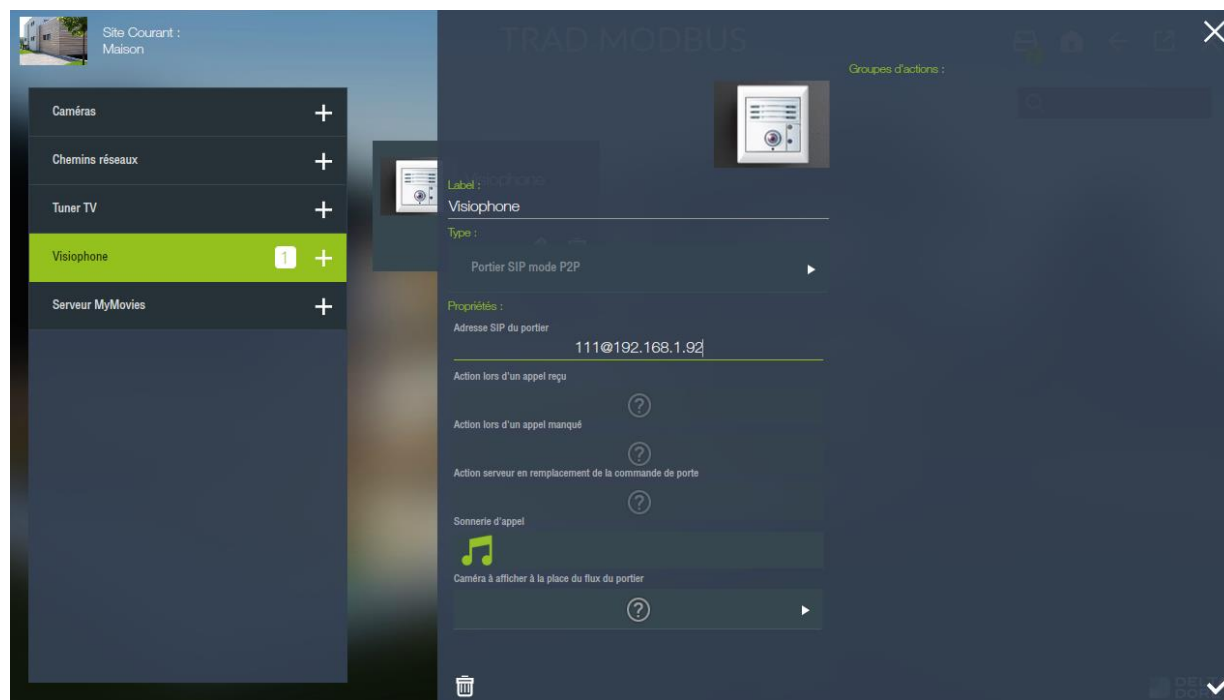 Site Courant :
Maison
TRAD MODBUS
Caméras
Chemins réseaux
Tuner TV
Visiophone 1
Serveur MyMovies
Visiophone
Label :
Visiophone
Type :
Portier SIP mode P2P
Propriétés :
Adresse SIP du portier
111@192.168.1.92
Action lors d'un appel reçu
Action lors d'un appel manqué
Action serveur en remplacement de la commande de porte
Sonnerie d'appel
Caméra à afficher à la place du flux du portier
Groupes d'actions :